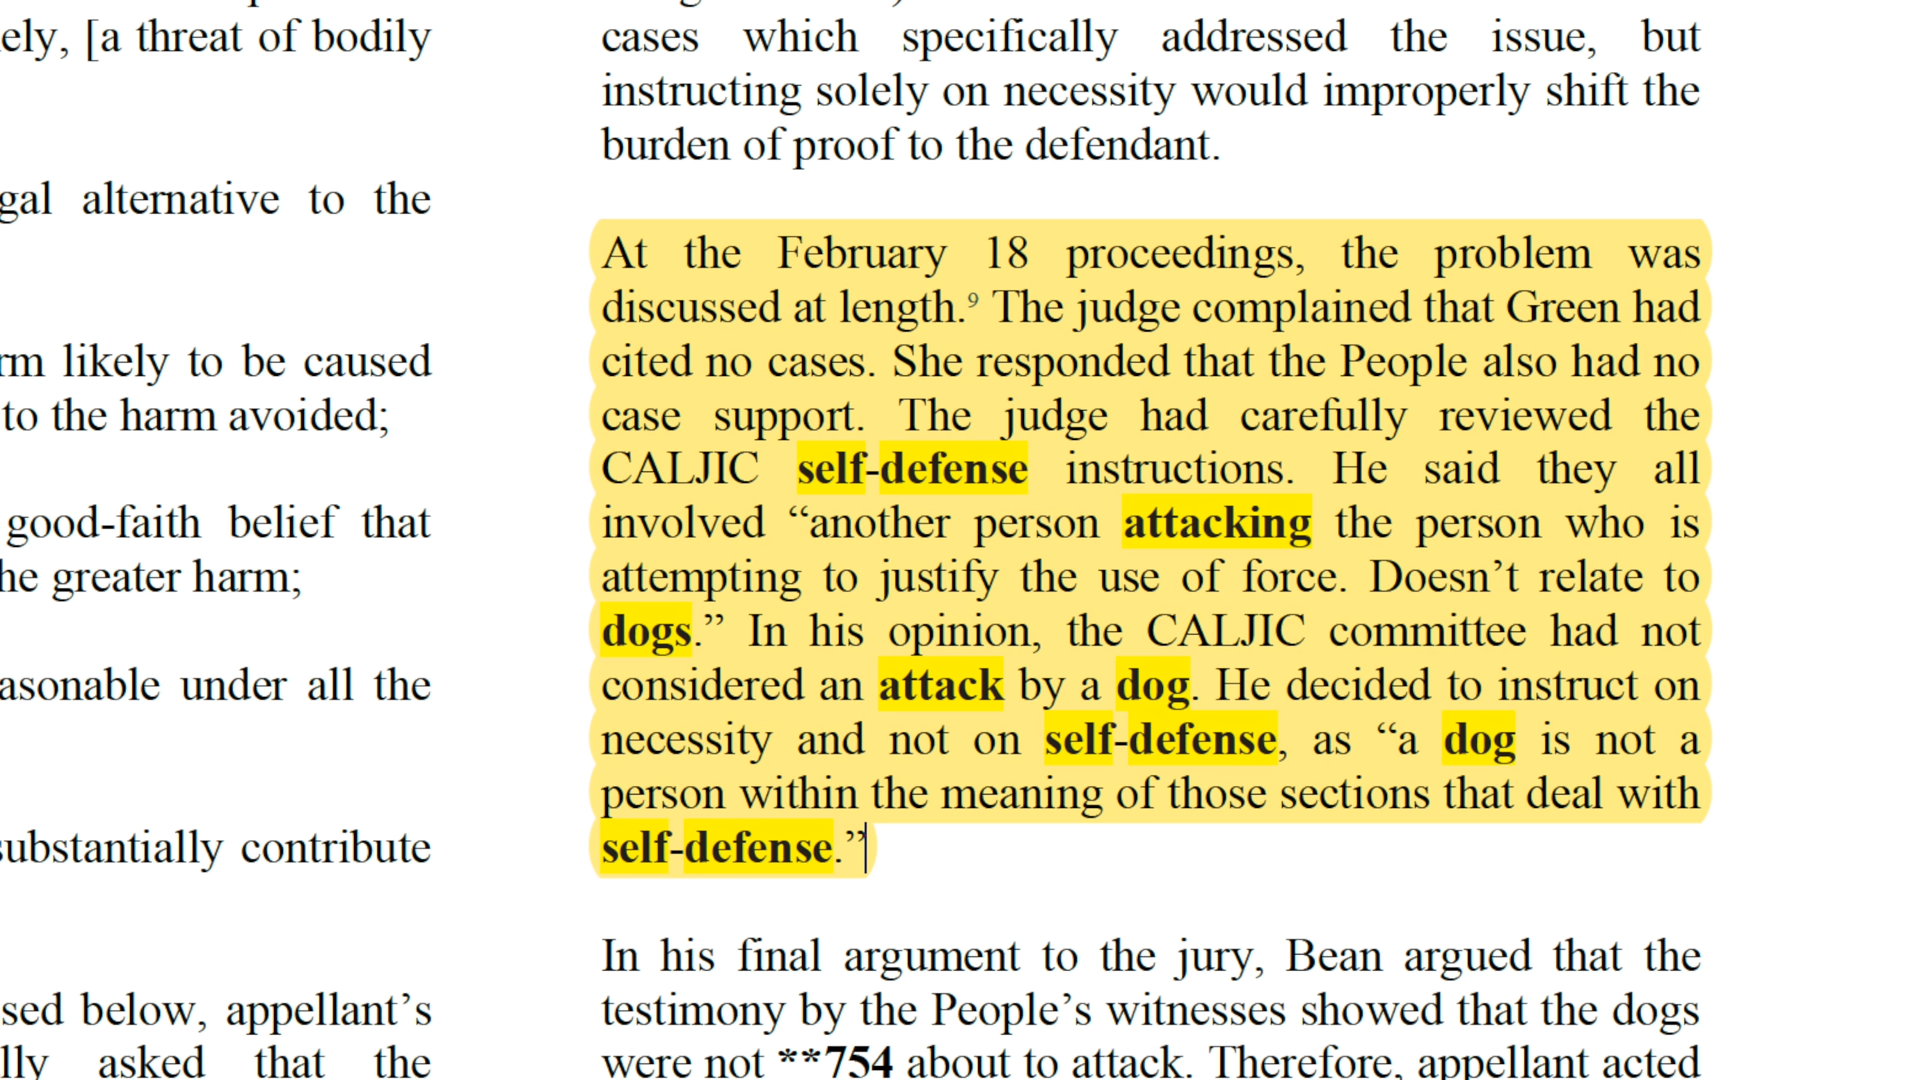 ely, [a threat of bodily
gal alternative to the
rm likely to be caused
to the harm avoided;
good-faith belief that
he greater harm;
asonable under all the
substantially contribute
sed below, appellant’s
lly asked that the
cases which specifically addressed the issue, but
instructing solely on necessity would improperly shift the
burden of proof to the defendant.
At the February 18 proceedings, the problem was
discussed at length.⁹ The judge complained that Green had
cited no cases. She responded that the People also had no
case support. The judge had carefully reviewed the
CALJIC self-defense instructions. He said they all
involved “another person attacking the person who is
attempting to justify the use of force. Doesn’t relate to
dogs.” In his opinion, the CALJIC committee had not
considered an attack by a dog. He decided to instruct on
necessity and not on self-defense, as “a dog is not a
person within the meaning of those sections that deal with
self-defense.”
In his final argument to the jury, Bean argued that the
testimony by the People’s witnesses showed that the dogs
were not **754 about to attack. Therefore, appellant acted